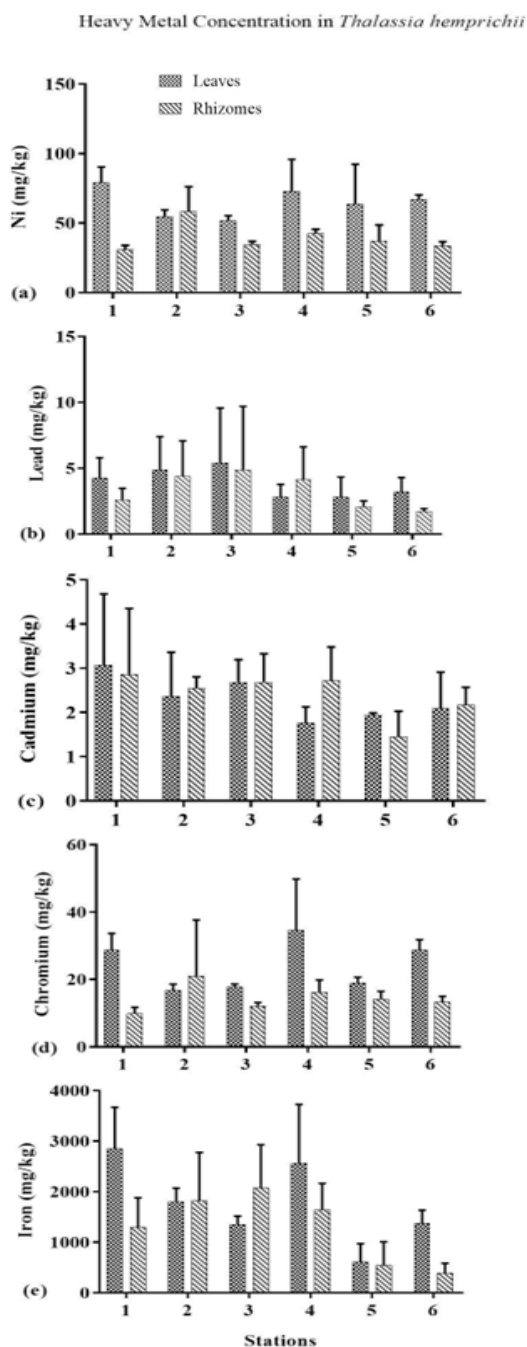 Heavy Metal Concentration in Thalassia hemprichii
Leaves
Rhizomes
150
100
50
0
Ni (mg/kg)
(a)
1 2 3 4 5 6
15
10
5
0
Lead (mg/kg)
(b)
1 2 3 4 5 6
5
4
3
2
1
0
Cadmium (mg/kg)
(c)
1 2 3 4 5 6
60
40
20
0
Chromium (mg/kg)
(d)
1 2 3 4 5 6
4000
3000
2000
1000
0
Iron (mg/kg)
(e)
1 2 3 4 5 6
Stations